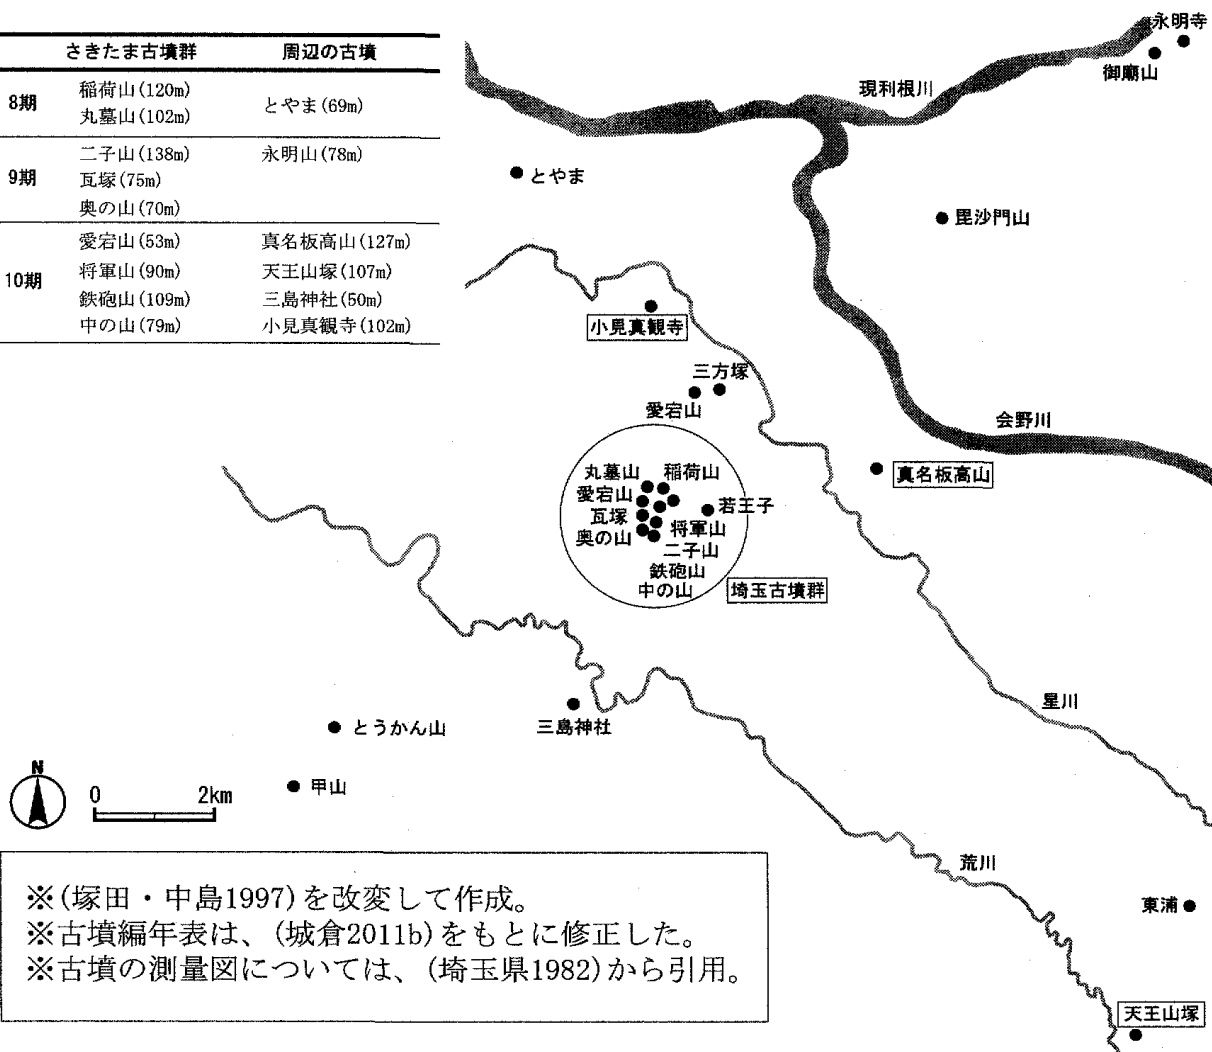 さきたま古墳群 周辺の古墳
8期 稲荷山(120m) とやま(69m)
丸墓山(102m)
9期 二子山(138m) 永明山(78m)
瓦塚(75m)
奥の山(70m)
10期 愛宕山(53m) 真名板高山(127m)
将軍山(90m) 天王山塚(107m)
鉄砲山(109m) 三島神社(50m)
中の山(79m) 小見真観寺(102m)
永明寺
御廟山
現利根川
とやま
毘沙門山
小見真観寺
三方塚
愛宕山
会野川
真名板高山
丸墓山 稲荷山
愛宕山
若王子
瓦塚
将軍山
奥の山
二子山
鉄砲山
中の山
埼玉古墳群
星川
三島神社
とうかん山
甲山
N
0 2km
荒川
東浦
天王山塚
※(塚田・中島1997)を改変して作成。
※古墳編年表は、(城倉2011b)をもとに修正した。
※古墳の測量図については、(埼玉県1982)から引用。